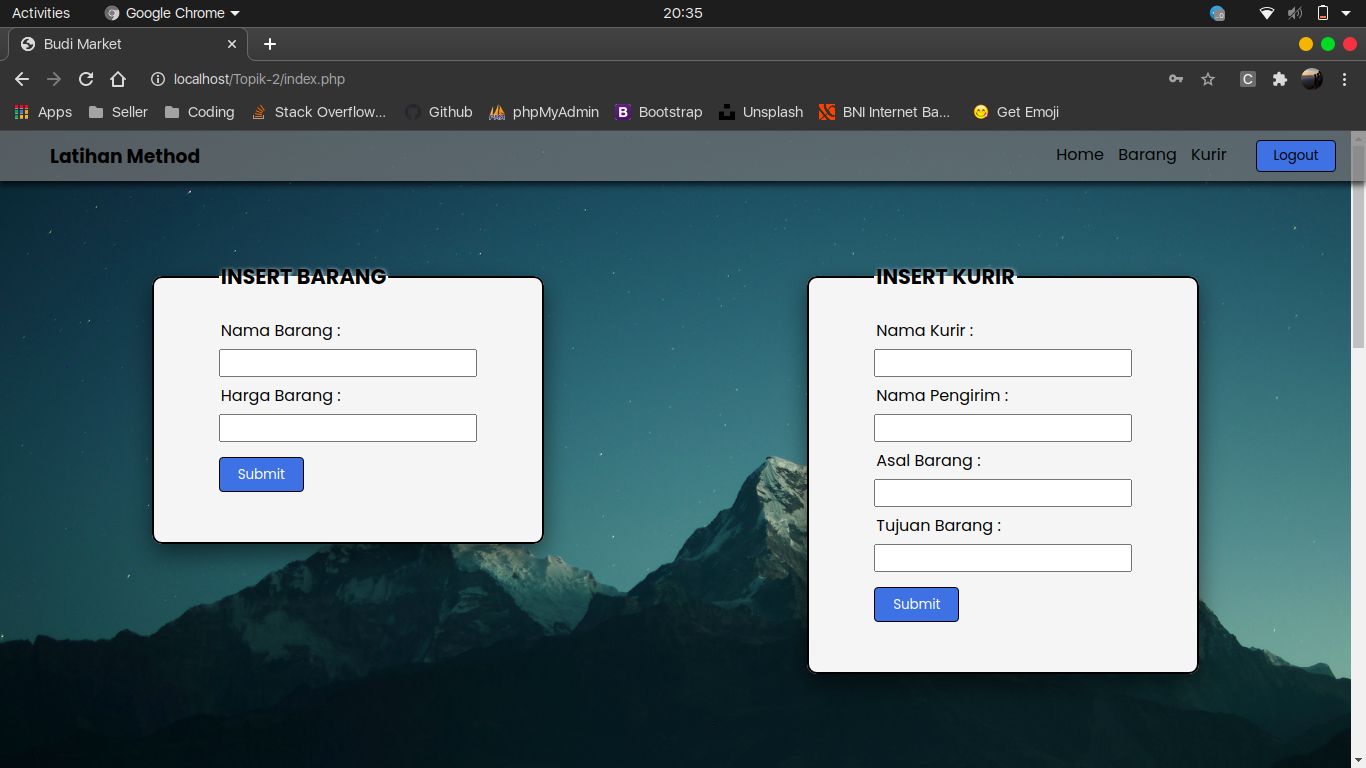 Activities Google Chrome 20:35
Budi Market
localhost/Topik-2/index.php
Apps Seller Coding Stack Overflow... Github phpMyAdmin Bootstrap Unsplash BNI Internet Ba... Get Emoji
Latihan Method Home Barang Kurir Logout
INSERT BARANG
Nama Barang :
Harga Barang :
Submit
INSERT KURIR
Nama Kurir :
Nama Pengirim :
Asal Barang :
Tujuan Barang :
Submit